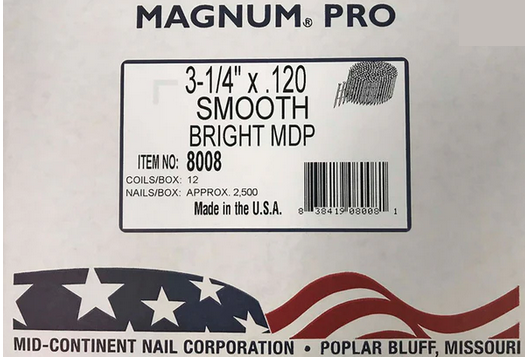 MAGNUM® PRO
3-1/4" x .120
SMOOTH
BRIGHT MDP
ITEM NO: 8008
COILS/BOX: 12
NAILS/BOX: APPROX. 2,500
Made in the U.S.A.
8 38419 08008 1
MID-CONTINENT NAIL CORPORATION • POPLAR BLUFF, MISSOURI